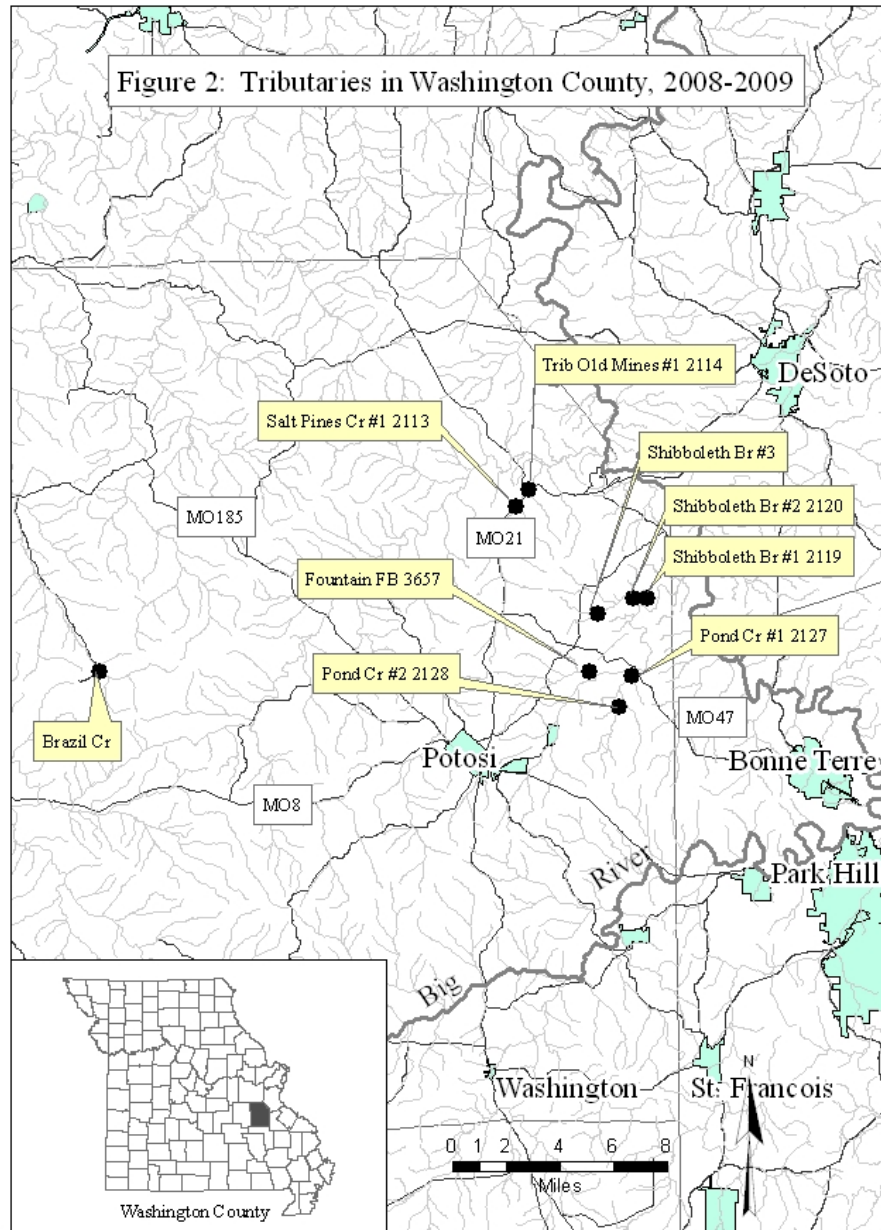 Figure 2: Tributaries in Washington County, 2008-2009
Trib Old Mines #1 2114
DeSoto
Salt Pines Cr #1 2113
Shibboleth Br #3
MO185
Shibboleth Br #2 2120
MO21
Shibboleth Br #1 2119
Fountain FB 3657
Pond Cr #1 2127
Pond Cr #2 2128
MO47
Brazil Cr
Potosi
Bonne Terre
MO8
River
Park Hill
Big
N
Washington
St. Francois
0 1 2 4 6 8
Miles
Washington County